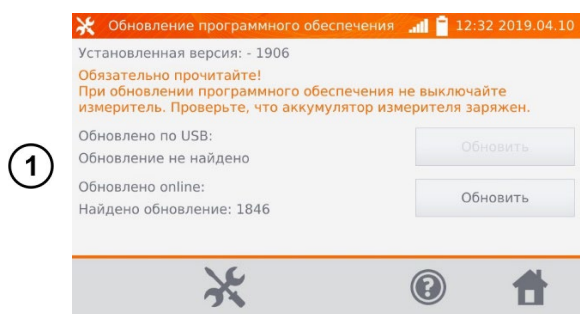 Обновление программного обеспечения 12:32 2019.04.10
Установленная версия: - 1906
Обязательно прочитайте!
При обновлении программного обеспечения не выключайте
измеритель. Проверьте, что аккумулятор измерителя заряжен.
Обновлено по USB:
Обновить
Обновление не найдено
1
Обновлено online:
Обновить
Найдено обновление: 1846
?